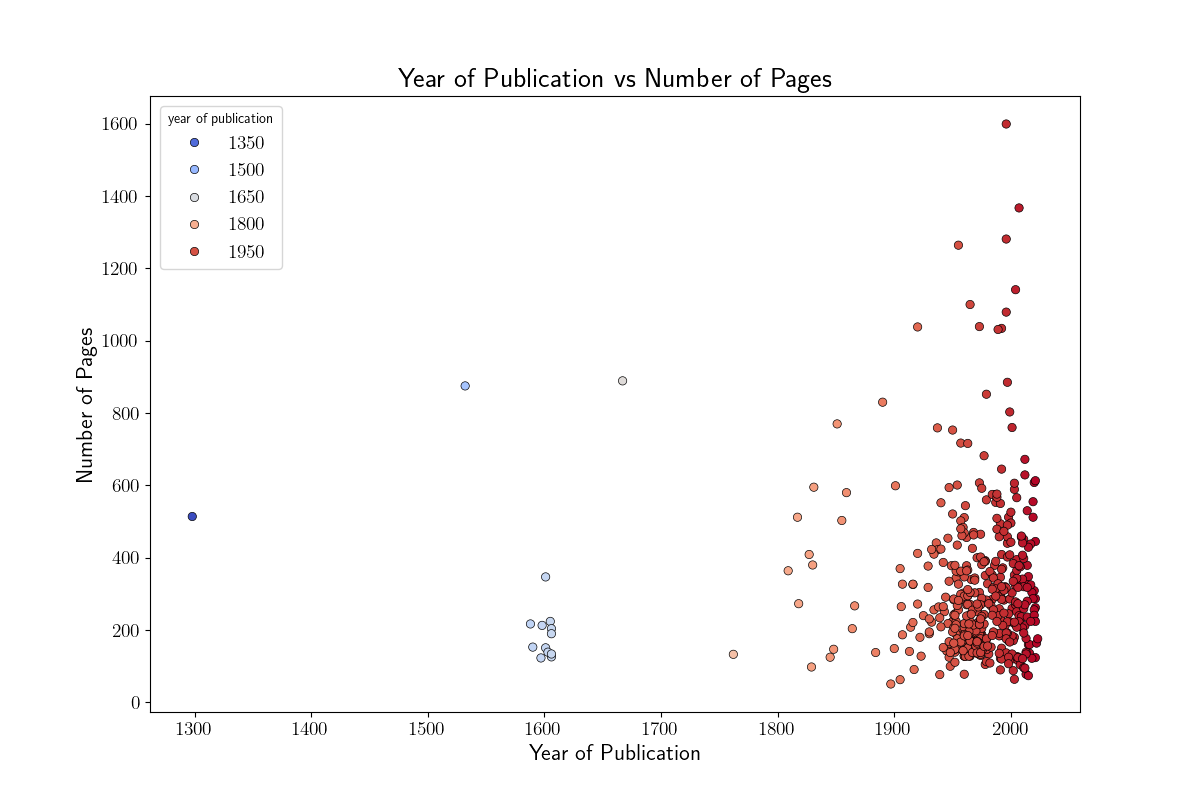 Year of Publication vs Number of Pages
year of publication
1350
1500
1650
1800
1950
Number of Pages
1600
1400
1200
1000
800
600
400
200
0
1300 1400 1500 1600 1700 1800 1900 2000
Year of Publication